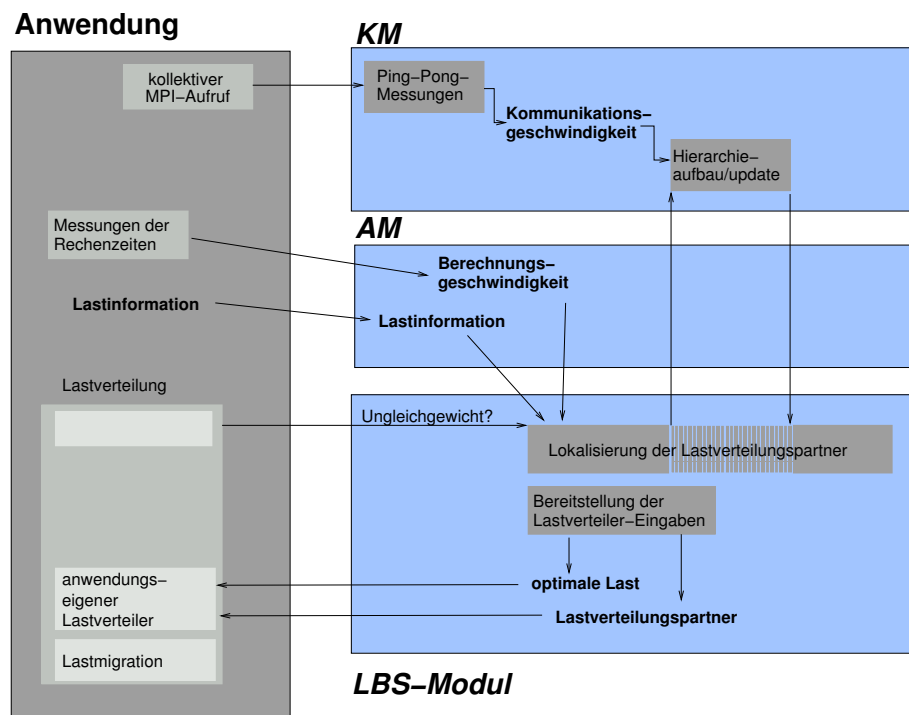 Anwendung
KM
kollektiver
MPI−Aufruf
Ping−Pong−
Messungen
Kommunikations−
geschwindigkeit
Hierarchie−
aufbau/update
Messungen der
Rechenzeiten
AM
Berechnungs−
geschwindigkeit
Lastinformation
Lastinformation
Lastverteilung
Ungleichgewicht?
Lokalisierung der Lastverteilungspartner
Bereitstellung der
Lastverteiler−Eingaben
anwendungs−
eigener
Lastverteiler
optimale Last
Lastverteilungspartner
Lastmigration
LBS−Modul